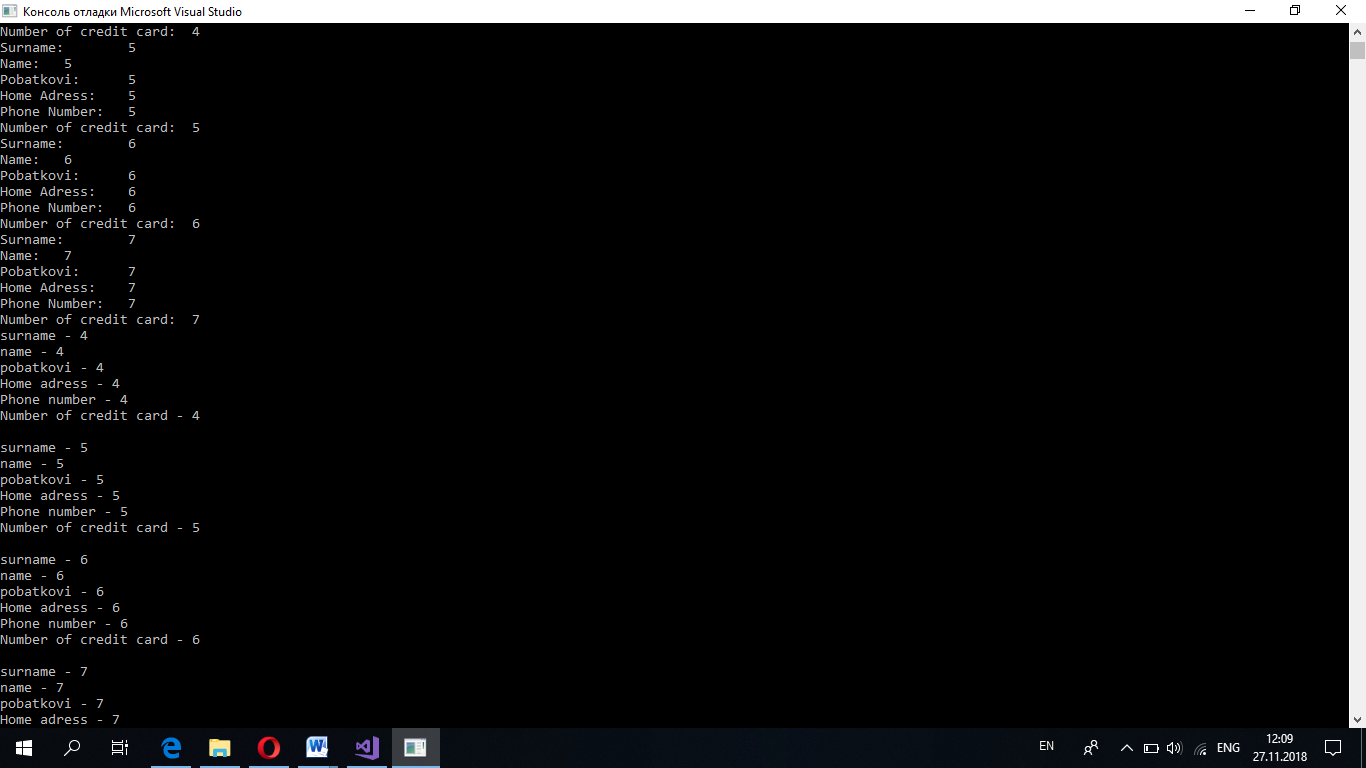 Консоль отладки Microsoft Visual Studio
Number of credit card: 4
Surname: 5
Name: 5
Pobatkovi: 5
Home Adress: 5
Phone Number: 5
Number of credit card: 5
Surname: 6
Name: 6
Pobatkovi: 6
Home Adress: 6
Phone Number: 6
Number of credit card: 6
Surname: 7
Name: 7
Pobatkovi: 7
Home Adress: 7
Phone Number: 7
Number of credit card: 7
surname - 4
name - 4
pobatkovi - 4
Home adress - 4
Phone number - 4
Number of credit card - 4
surname - 5
name - 5
pobatkovi - 5
Home adress - 5
Phone number - 5
Number of credit card - 5
surname - 6
name - 6
pobatkovi - 6
Home adress - 6
Phone number - 6
Number of credit card - 6
surname - 7
name - 7
pobatkovi - 7
Home adress - 7
EN
ENG
12:09
27.11.2018